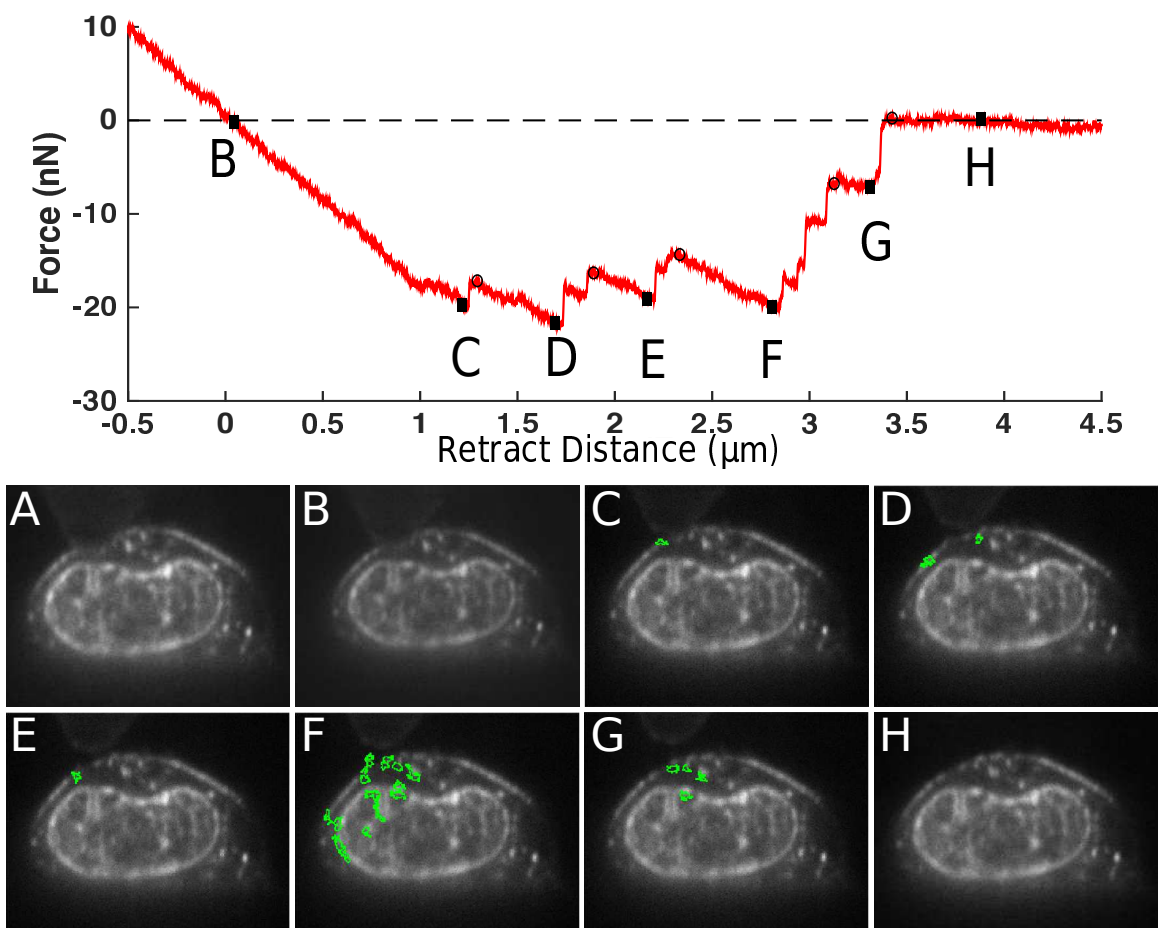 10
0
-10
-20
-30
Force (nN)
B
C
D
E
F
G
H
-0.5 0 0.5 1 1.5 2 2.5 3 3.5 4 4.5
Retract Distance (μm)
A B C D
E F G H